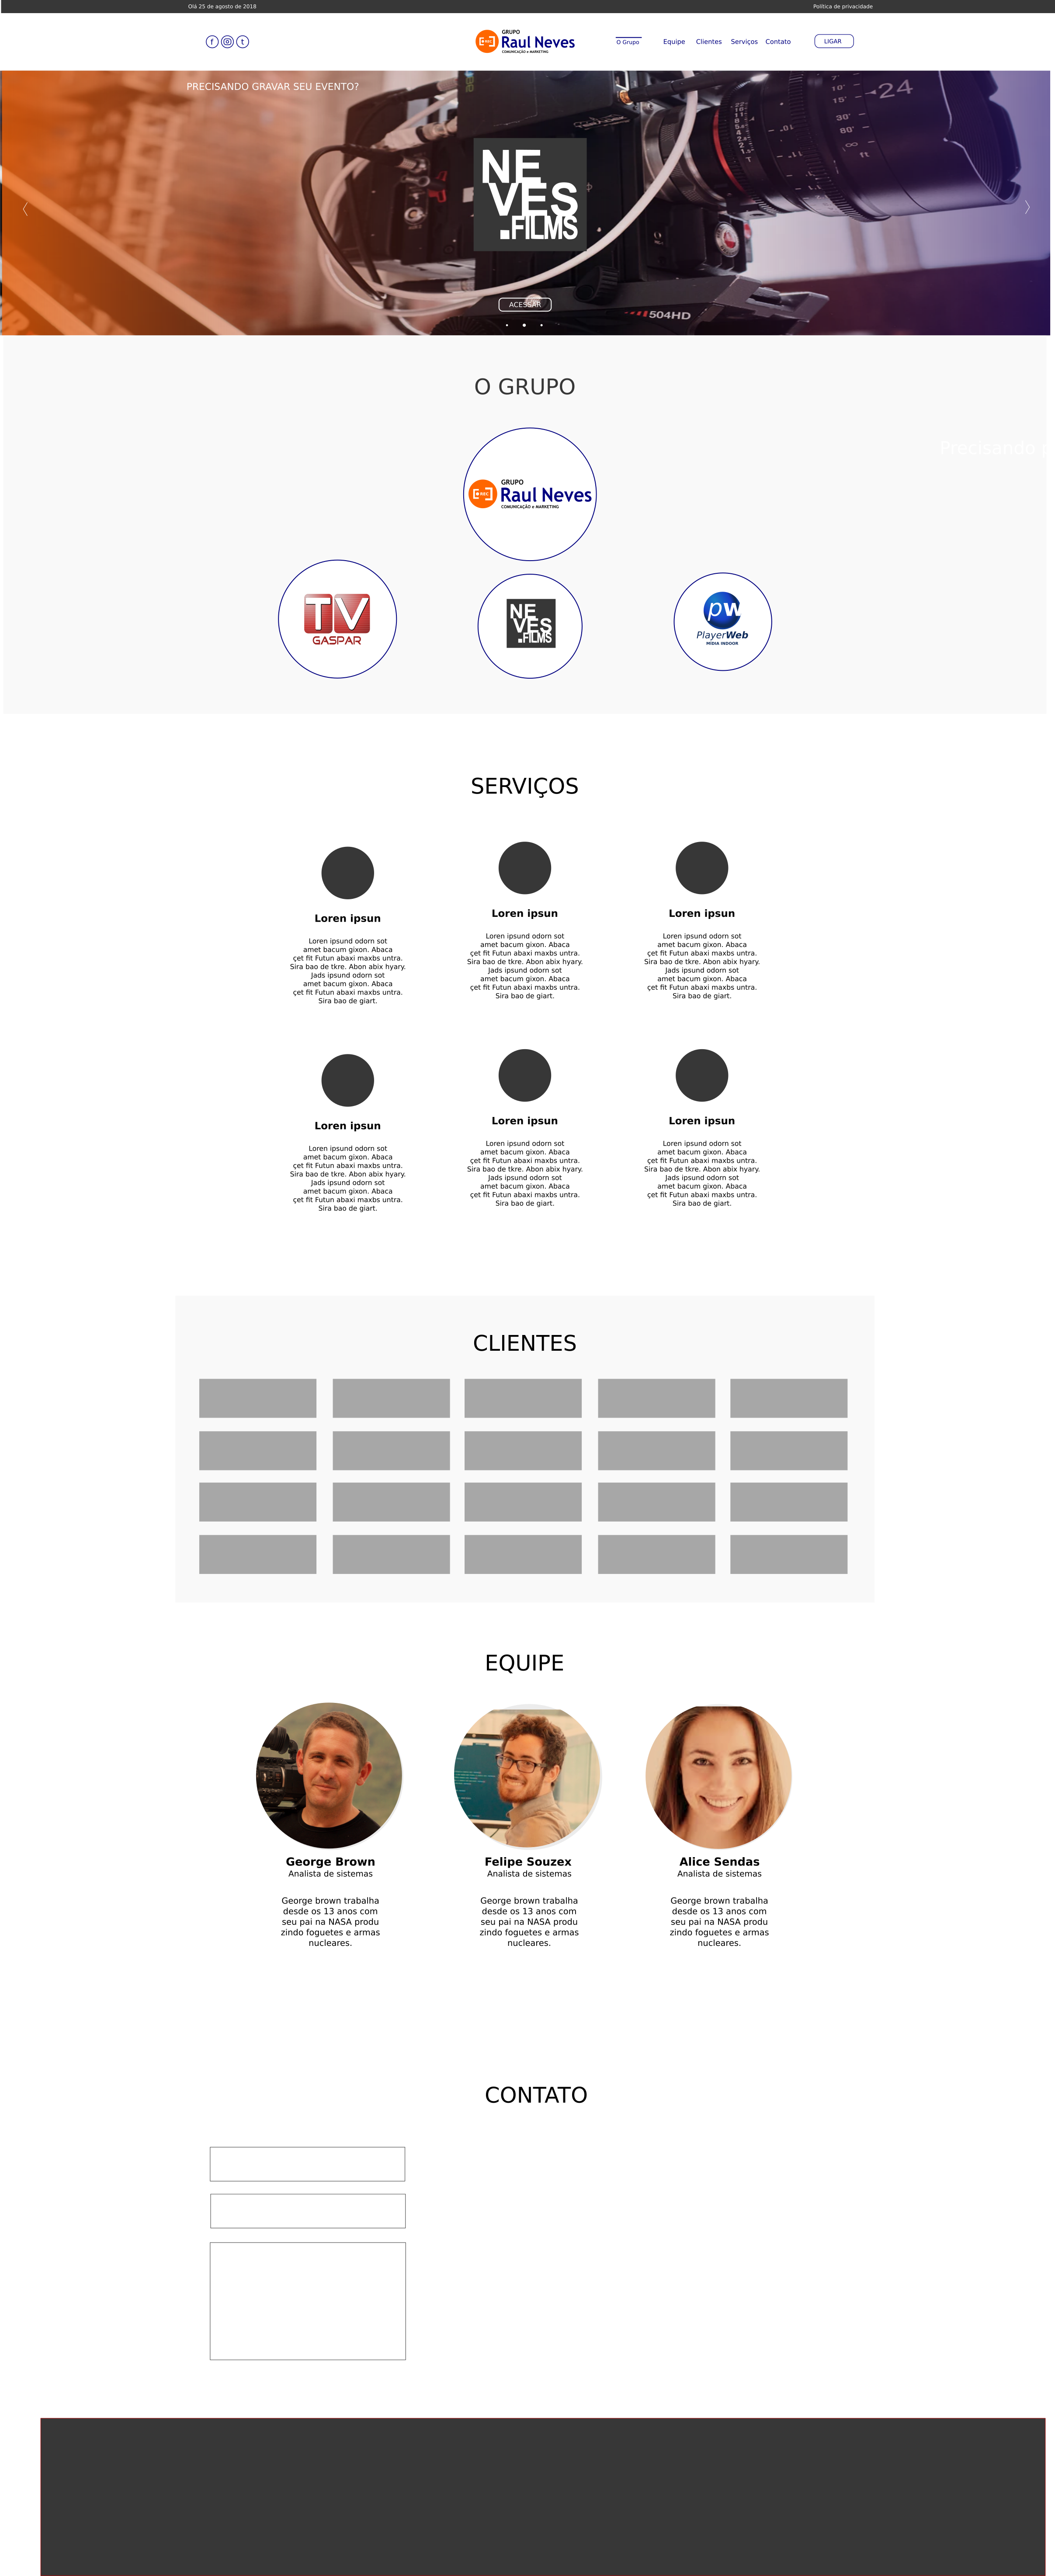 Olá 25 de agosto de 2018
Política de privacidade
f
t
GRUPO
REC
Raul Neves
COMUNICAÇÃO e MARKETING
O Grupo
Equipe
Clientes
Serviços
Contato
LIGAR
PRECISANDO GRAVAR SEU EVENTO?
24
15
10
30'
80'
∞
ft
10
NE
VES
.FILMS
ACESSAR
504HD
O GRUPO
Precisando
GRUPO
REC
Raul Neves
COMUNICAÇÃO e MARKETING
TV
GASPAR
NE
VES
.FILMS
pw
PlayerWeb
MÍDIA INDOOR
SERVIÇOS
Loren ipsun
Loren ipsund odorn sot
amet bacum gixon. Abaca
çet fit Futun abaxi maxbs untra.
Sira bao de tkre. Abon abix hyary.
Jads ipsund odorn sot
amet bacum gixon. Abaca
çet fit Futun abaxi maxbs untra.
Sira bao de giart.
Loren ipsun
Loren ipsund odorn sot
amet bacum gixon. Abaca
çet fit Futun abaxi maxbs untra.
Sira bao de tkre. Abon abix hyary.
Jads ipsund odorn sot
amet bacum gixon. Abaca
çet fit Futun abaxi maxbs untra.
Sira bao de giart.
Loren ipsun
Loren ipsund odorn sot
amet bacum gixon. Abaca
çet fit Futun abaxi maxbs untra.
Sira bao de tkre. Abon abix hyary.
Jads ipsund odorn sot
amet bacum gixon. Abaca
çet fit Futun abaxi maxbs untra.
Sira bao de giart.
Loren ipsun
Loren ipsund odorn sot
amet bacum gixon. Abaca
çet fit Futun abaxi maxbs untra.
Sira bao de tkre. Abon abix hyary.
Jads ipsund odorn sot
amet bacum gixon. Abaca
çet fit Futun abaxi maxbs untra.
Sira bao de giart.
Loren ipsun
Loren ipsund odorn sot
amet bacum gixon. Abaca
çet fit Futun abaxi maxbs untra.
Sira bao de tkre. Abon abix hyary.
Jads ipsund odorn sot
amet bacum gixon. Abaca
çet fit Futun abaxi maxbs untra.
Sira bao de giart.
Loren ipsun
Loren ipsund odorn sot
amet bacum gixon. Abaca
çet fit Futun abaxi maxbs untra.
Sira bao de tkre. Abon abix hyary.
Jads ipsund odorn sot
amet bacum gixon. Abaca
çet fit Futun abaxi maxbs untra.
Sira bao de giart.
CLIENTES
EQUIPE
George Brown
Analista de sistemas
George brown trabalha
desde os 13 anos com
seu pai na NASA produ
zindo foguetes e armas
nucleares.
Felipe Souzex
Analista de sistemas
George brown trabalha
desde os 13 anos com
seu pai na NASA produ
zindo foguetes e armas
nucleares.
Alice Sendas
Analista de sistemas
George brown trabalha
desde os 13 anos com
seu pai na NASA produ
zindo foguetes e armas
nucleares.
CONTATO